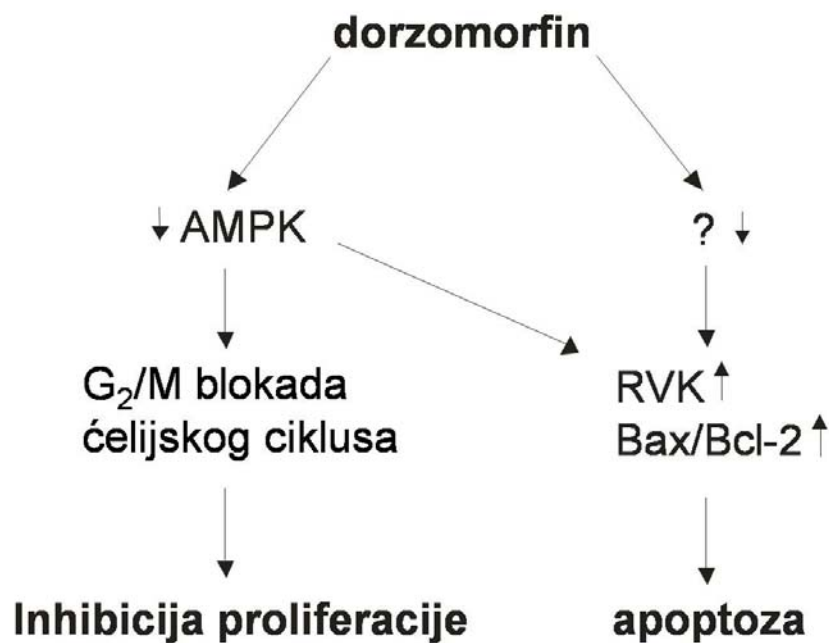 dorzomorfin
↓ AMPK
? ↓
G₂/M blokada
ćelijskog ciklusa
RVK ↑
Bax/Bcl-2 ↑
Inhibicija proliferacije
apoptoza